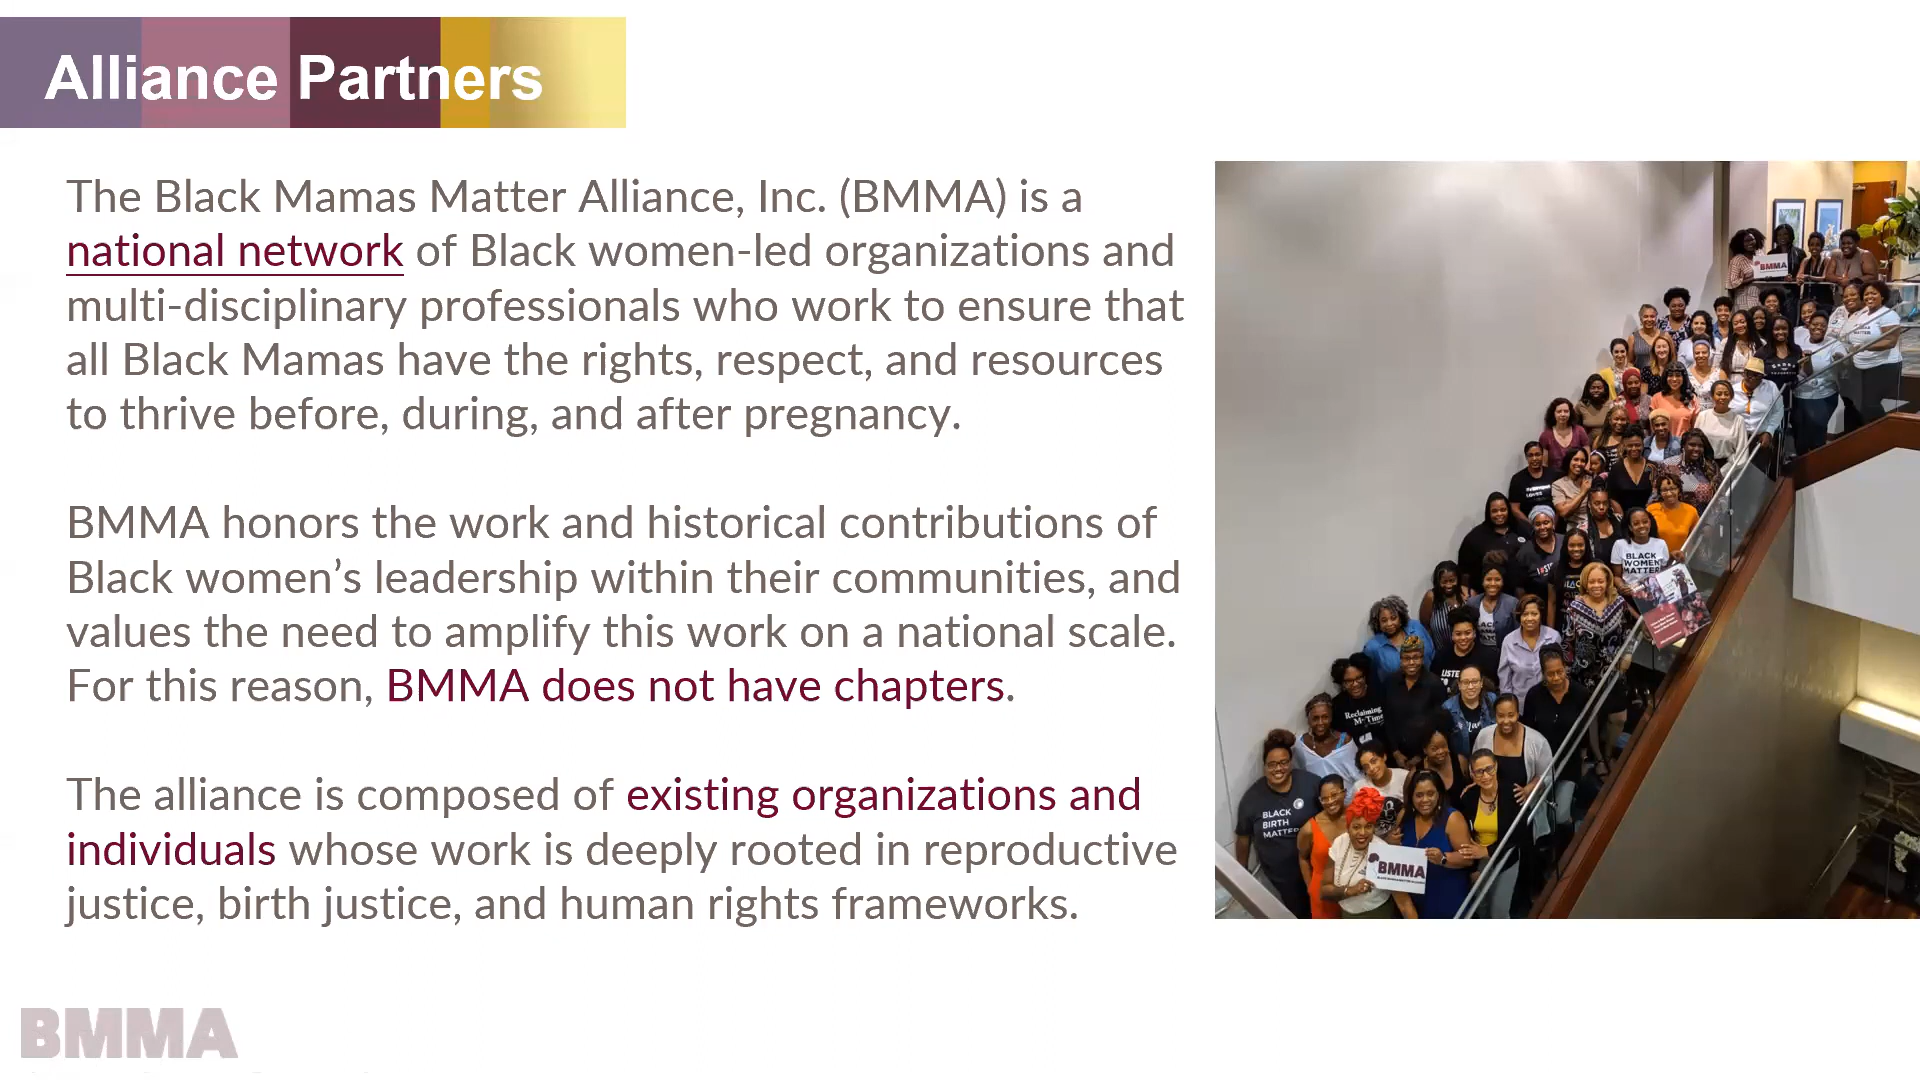 Alliance Partners
The Black Mamas Matter Alliance, Inc. (BMMA) is a
national network of Black women-led organizations and
multi-disciplinary professionals who work to ensure that
all Black Mamas have the rights, respect, and resources
to thrive before, during, and after pregnancy.
BMMA honors the work and historical contributions of
Black women’s leadership within their communities, and
values the need to amplify this work on a national scale.
For this reason, BMMA does not have chapters.
The alliance is composed of existing organizations and
individuals whose work is deeply rooted in reproductive
justice, birth justice, and human rights frameworks.
BMMA
BLACK
WOMEN
MATTER
Reclaiming
BLACK
BIRTH
MATTER
BMMA
BMMA